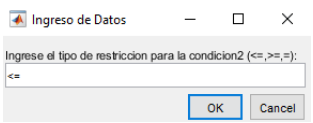 Ingreso de Datos
Ingrese el tipo de restriccion para la condicion2 (<=,>=,=):
<=
OK Cancel